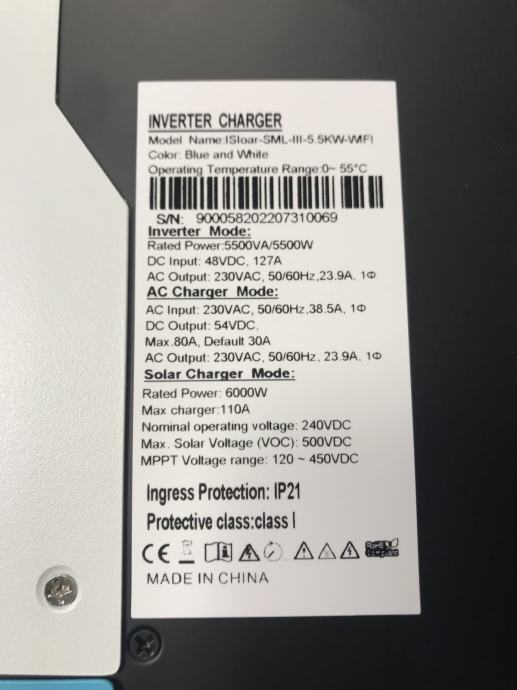 INVERTER CHARGER
Model Name:ISloar-SML-III-5.5KW-WIFI
Color: Blue and White
Operating Temperature Range:0~ 55°C
S/N: 900058202207310069
Inverter Mode:
Rated Power:5500VA/5500W
DC Input: 48VDC, 127A
AC Output: 230VAC, 50/60Hz,23.9A, 1Φ
AC Charger Mode:
AC Input: 230VAC, 50/60Hz,38.5A, 1Φ
DC Output: 54VDC,
Max.80A, Default 30A
AC Output: 230VAC, 50/60Hz, 23.9A, 1Φ
Solar Charger Mode:
Rated Power: 6000W
Max charger:110A
Nominal operating voltage: 240VDC
Max. Solar Voltage (VOC): 500VDC
MPPT Voltage range: 120 ~ 450VDC
Ingress Protection: IP21
Protective class:class I
CE
RoHS
Compliant
MADE IN CHINA